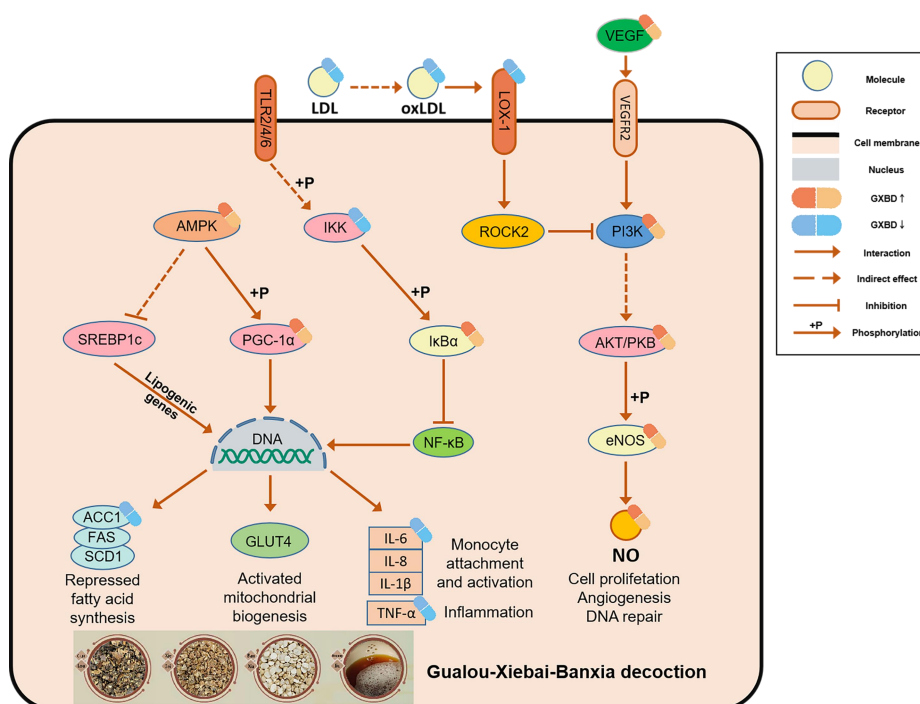 VEGF
TLR2/4/6
LDL
oxLDL
LOX-1
VEGFR2
+P
AMPK
IKK
ROCK2
PI3K
+P
+P
SREBP1c
PGC-1α
IκBα
AKT/PKB
Lipogenic
genes
+P
DNA
NF-κB
eNOS
ACC1
FAS
SCD1
GLUT4
IL-6
IL-8
IL-1β
TNF-α
NO
Repressed
fatty acid
synthesis
Activated
mitochondrial
biogenesis
Monocyte
attachment
and activation
Inflammation
Cell prolifetation
Angiogenesis
DNA repair
Gualou-Xiebai-Banxia decoction
Molecule
Receptor
Cell membrane
Nucleus
GXBD ↑
GXBD ↓
Interaction
Indirect effect
Inhibition
+P
Phosphorylation